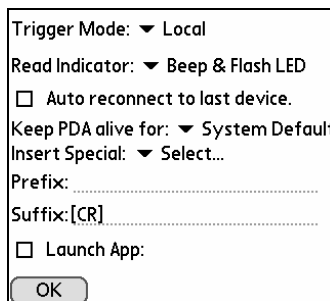 Trigger Mode: Local
Read Indicator: Beep & Flash LED
Auto reconnect to last device.
Keep PDA alive for: System Default
Insert Special: Select...
Prefix:
Suffix:[CR]
Launch App:
OK